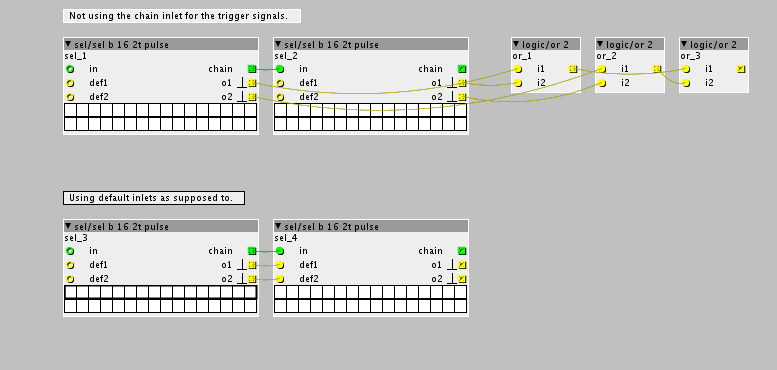 Not using the chain inlet for the trigger signals.
▼ sel/sel b 16 2t pulse
sel_1
in chain
def1 o1
def2 o2
▼ sel/sel b 16 2t pulse
sel_2
in chain
def1 o1
def2 o2
▼ logic/or 2
or_1
i1
i2
▼ logic/or 2
or_2
i1
i2
▼ logic/or 2
or_3
i1
i2
Using default inlets as supposed to.
▼ sel/sel b 16 2t pulse
sel_3
in chain
def1 o1
def2 o2
▼ sel/sel b 16 2t pulse
sel_4
in chain
def1 o1
def2 o2